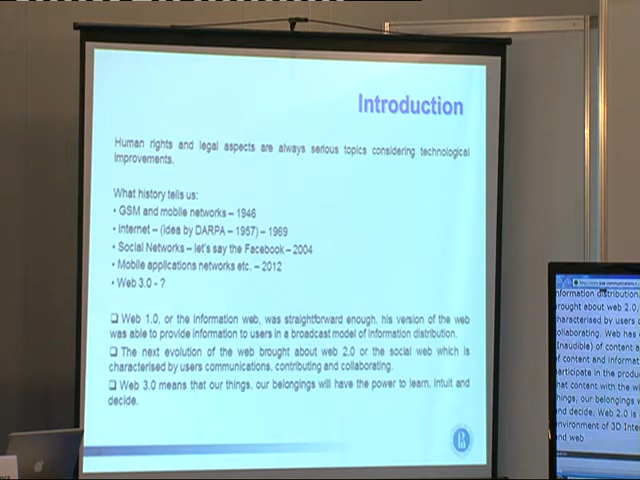 Introduction
Human rights and legal aspects are always serious topics considering technological
improvements.
What history tells us:
• GSM and mobile networks – 1946
• Internet – (idea by DARPA – 1957) – 1969
• Social Networks – let's say the Facebook – 2004
• Mobile applications networks etc. – 2012
• Web 3.0 - ?
❑ Web 1.0, or the information web, was straightforward enough, his version of the web
was able to provide information to users in a broadcast model of information distribution.
❑ The next evolution of the web brought about web 2.0 or the social web which is
characterised by users communications, contributing and collaborating.
❑ Web 3.0 means that our things, our belongings will have the power to learn, intuit and
decide.
information distribution
brought about web 2.0,
characterised by users
collaborating. Web has
(Inaudible) of content a
of content and informat
participate in the produ
that content with the wi
things, our belongings w
and decide. Web 2.0 is
environment of 3D Inte
and web